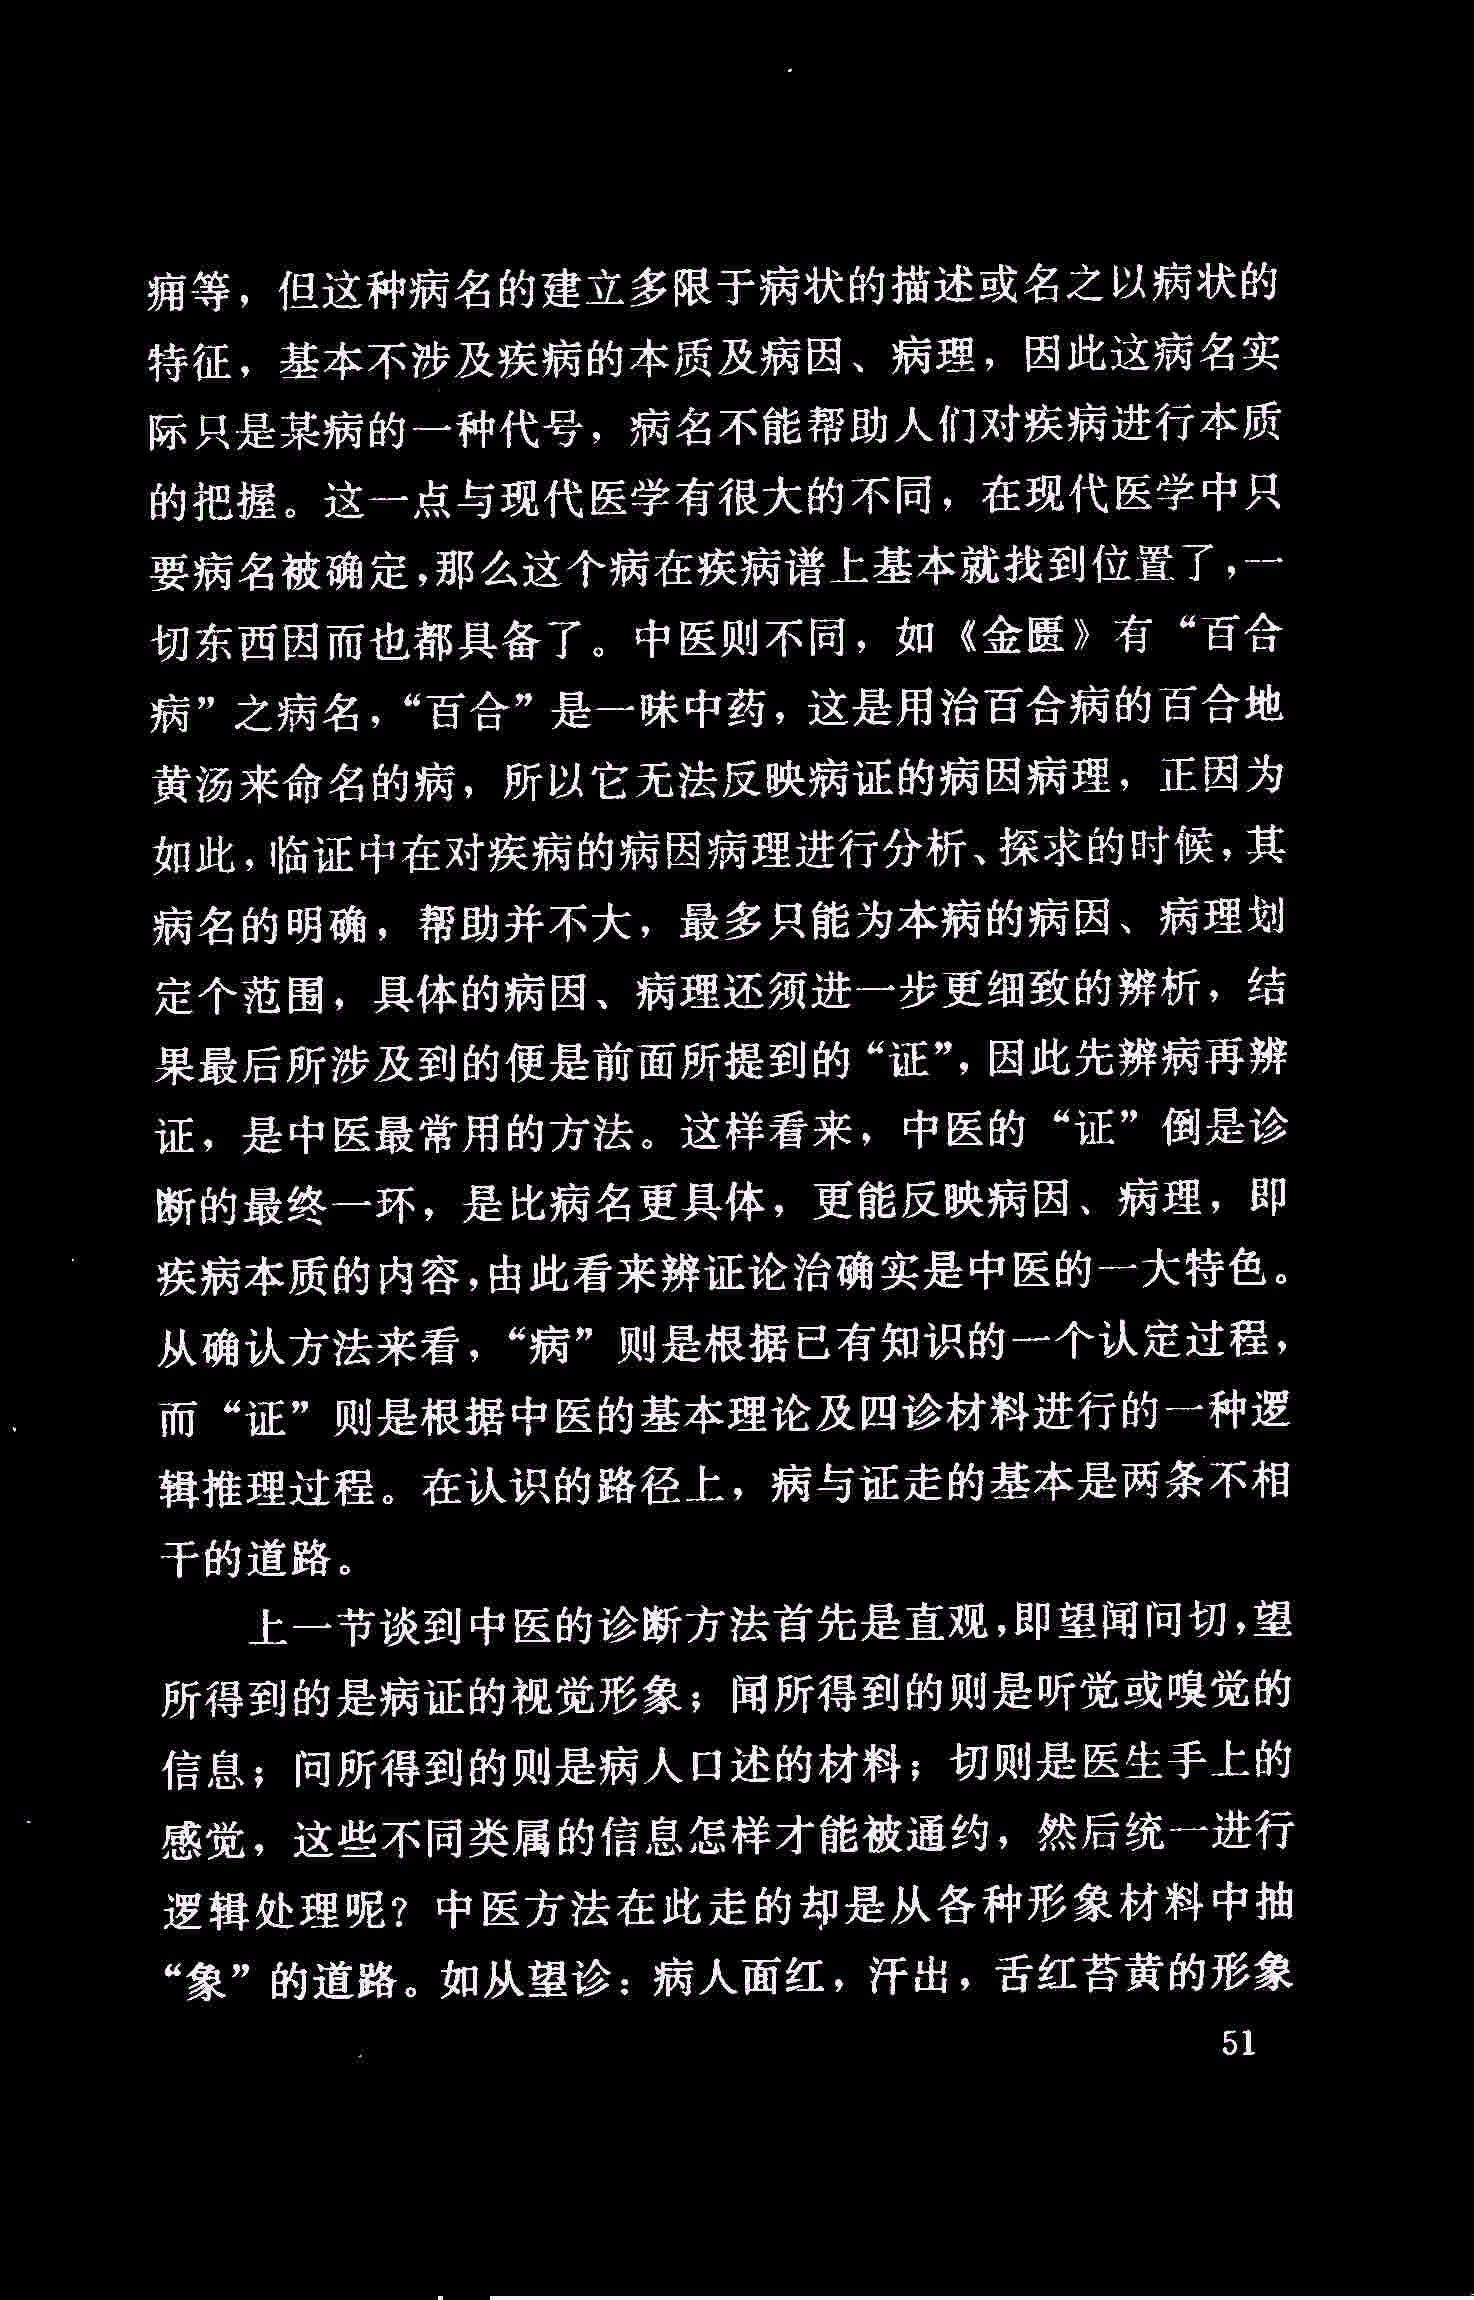 痈等，但这种病名的建立多限于病状的描述或名之以病状的
特征，基本不涉及疾病的本质及病因、病理，因此这病名实
际只是某病的一种代号，病名不能帮助人们对疾病进行本质
的把握。这一点与现代医学有很大的不同，在现代医学中只
要病名被确定，那么这个病在疾病谱上基本就找到位置了，一
切东西因而也都具备了。中医则不同，如《金匮》有“百合
病”之病名，“百合”是一味中药，这是用治百合病的百合地
黄汤来命名的病，所以它无法反映病证的病因病理，正因为
如此，临证中在对疾病的病因病理进行分析、探求的时候，其
病名的明确，帮助并不大，最多只能为本病的病因、病理划
定个范围，具体的病因、病理还须进一步更细致的辨析，结
果最后所涉及到的便是前面所提到的“证”，因此先辨病再辨
证，是中医最常用的方法。这样看来，中医的“证”倒是诊
断的最终一环，是比病名更具体，更能反映病因、病理，即
疾病本质的内容，由此看来辨证论治确实是中医的一大特色。
从确认方法来看，“病”则是根据已有知识的一个认定过程，
而“证”则是根据中医的基本理论及四诊材料进行的一种逻
辑推理过程。在认识的路径上，病与证走的基本是两条不相
干的道路。
上一节谈到中医的诊断方法首先是直观，即望闻问切，望
所得到的是病证的视觉形象；闻所得到的则是听觉或嗅觉的
信息；问所得到的则是病人口述的材料；切则是医生手上的
感觉，这些不同类属的信息怎样才能被通约，然后统一进行
逻辑处理呢？中医方法在此走的却是从各种形象材料中抽
“象”的道路。如从望诊：病人面红，汗出，舌红苔黄的形象
51